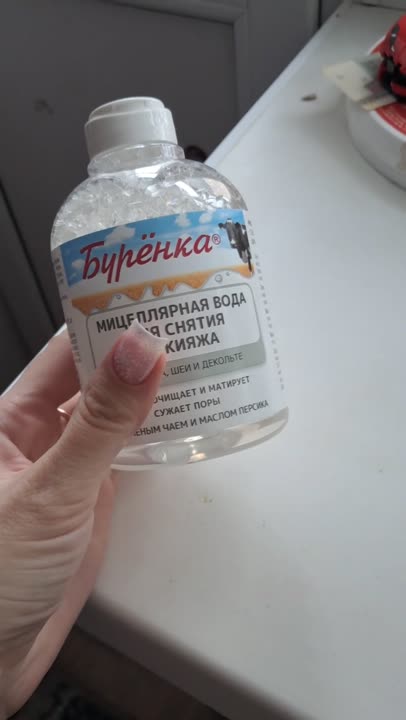 Бурёнка®
МИЦЕЛЛЯРНАЯ ВОДА
СНЯТИЯ
ШЕИ И ДЕКОЛЬТЕ
ОЧИЩАЕТ И МАТИРУЕТ
СУЖАЕТ ПОРЫ
ЧАЕМ И МАСЛОМ ПЕРСИКА